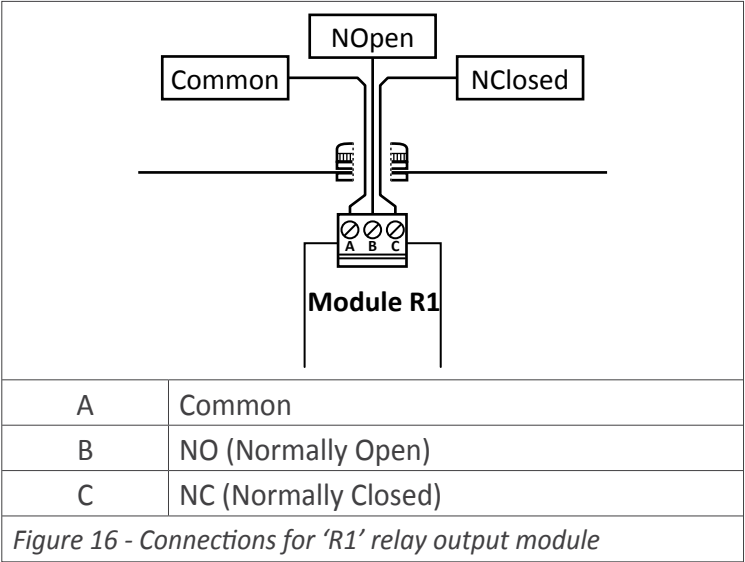 NOpen
Common NClosed
A B C
Module R1
A Common
B NO (Normally Open)
C NC (Normally Closed)
Figure 16 - Connections for ‘R1’ relay output module